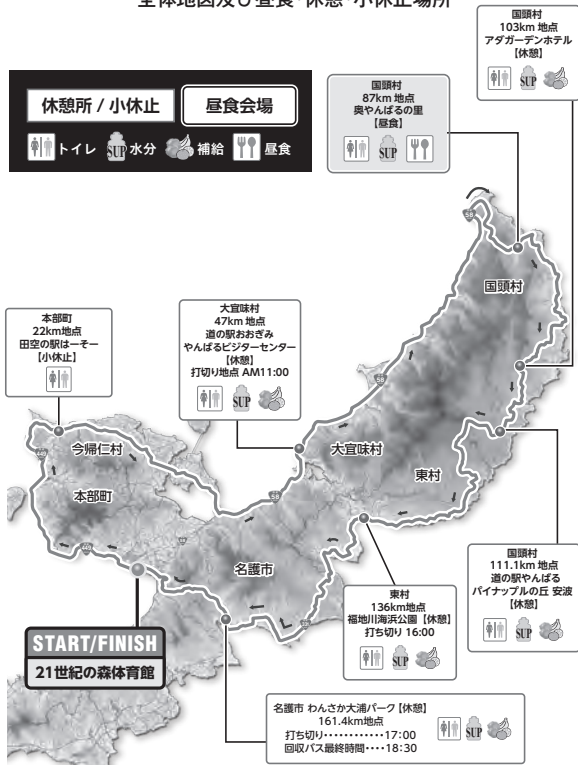 全体地図及び昼食・休憩・小休止場所
国頭村
103km 地点
アダガーデンホテル
【休憩】
SUP
休憩所 / 小休止
昼食会場
トイレ SUP 水分 補給 昼食
国頭村
87km 地点
奥やんばるの里
【昼食】
SUP
58
国頭村
本部町
22km地点
田空の駅はーそー
【小休止】
大宜味村
47km 地点
道の駅おおぎみ
やんばるビジターセンター
【休憩】
打切り地点 AM11:00
SUP
58
今帰仁村
大宜味村
東村
本部町
名護市
国頭村
111.1km 地点
道の駅やんばる
パイナップルの丘 安波
【休憩】
SUP
東村
136km地点
福地川海浜公園【休憩】
打ち切り 16:00
SUP
START/FINISH
21世紀の森体育館
名護市 わんさか大浦パーク【休憩】
161.4km地点
打ち切り・・・・・・・・・・・・17:00
回収バス最終時間・・・・18:30
SUP